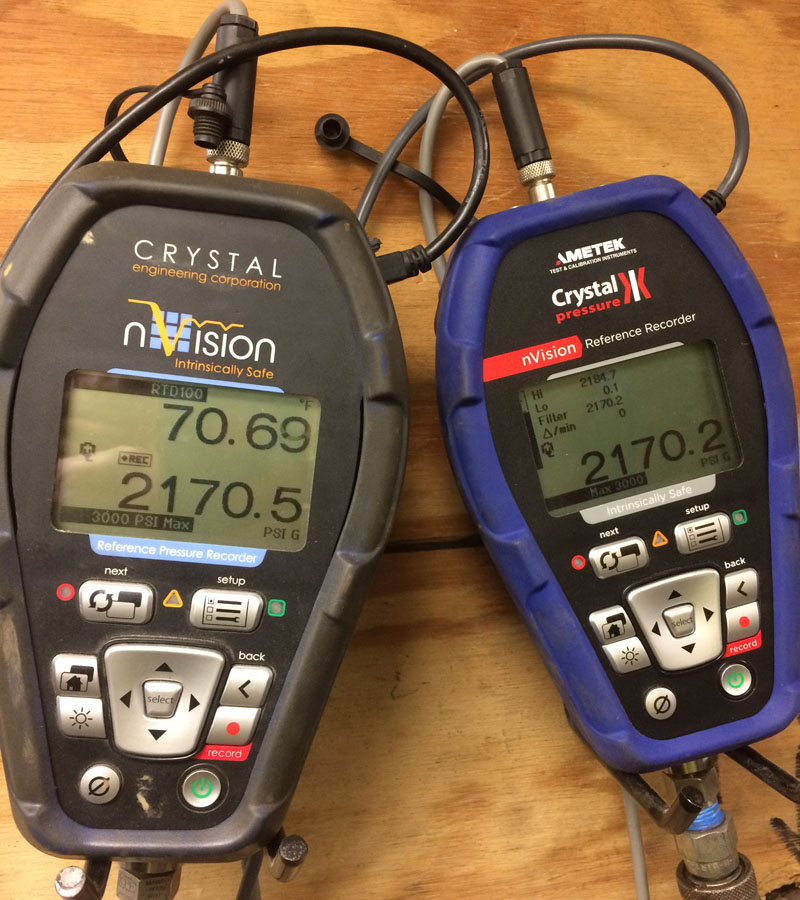 CRYSTAL
engineering corporation
nVision
Intrinsically Safe
RTD100
°F
70.69
REC
2170.5
3000 PSI Max
PSI G
Reference Pressure Recorder
next
setup
back
select
record
AMETEK
TEST & CALIBRATION INSTRUMENTS
Crystal
pressure
nVision Reference Recorder
Hi 2184.7
Lo 0.1
Filter 2170.2
△/min 0
2170.2
PSI G
Max 3000
Intrinsically Safe
next
setup
back
select
record